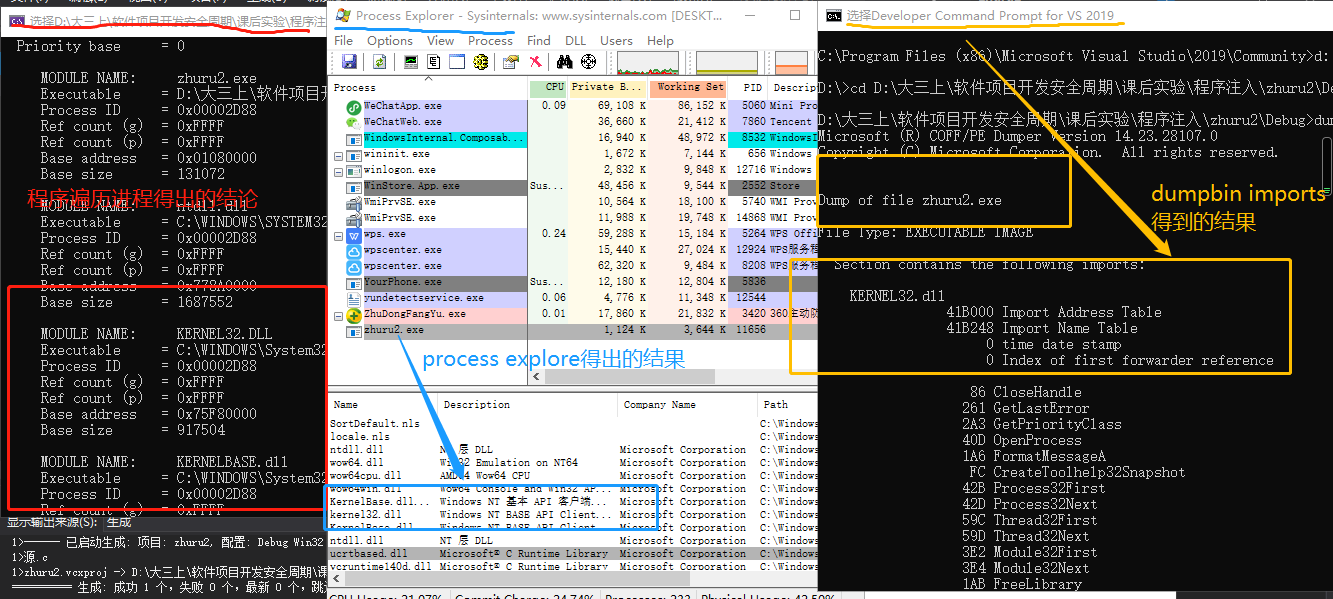 选择D:\大三上\软件项目开发安全周期\课后实验\程序注
Priority base = 0
MODULE NAME: zhuru2.exe
Executable = D:\大三上\软件项目开
Process ID = 0x00002D88
Ref count (g) = 0xFFFF
Ref count (p) = 0xFFFF
Base address = 0x01080000
Base size = 131072
程序遍历进程得出的结论
MODULE NAME: ntdll.dll
Executable = C:\WINDOWS\SYSTEM32
Process ID = 0x00002D88
Ref count (g) = 0xFFFF
Ref count (p) = 0xFFFF
Base address = 0x778A0000
Base size = 1687552
MODULE NAME: KERNEL32.DLL
Executable = C:\WINDOWS\System32
Process ID = 0x00002D88
Ref count (g) = 0xFFFF
Ref count (p) = 0xFFFF
Base address = 0x75F80000
Base size = 917504
MODULE NAME: KERNELBASE.dll
Executable = C:\WINDOWS\System32
Process ID = 0x00002D88
Ref count (g) = 0xFFFF
显示输出来源(S): 生成
1>------ 已启动生成: 项目: zhuru2, 配置: Debug Win32
1>源.c
1>zhuru2.vcxproj -> D:\大三上\软件项目开发安全周期\课
========== 生成: 成功 1 个，失败 0 个，最新 0 个，跳
Process Explorer - Sysinternals: www.sysinternals.com [DESKT...
File Options View Process Find DLL Users Help
Process CPU Private B... Working Set PID Descrip
WeChatApp.exe 0.09 69,108 K 86,152 K 5060 Mini Pro
WeChatWeb.exe 36,660 K 21,412 K 7860 Tencent
WindowsInternal.Composab... 16,940 K 48,972 K 8532 WindowsI
wininit.exe 1,672 K 7,144 K 656 Windows
winlogon.exe 2,832 K 9,848 K 12716 Windows
WinStore.App.exe Sus... 48,456 K 9,544 K 2552 Store
WmiPrvSE.exe 10,564 K 18,100 K 5740 WMI Prov
WmiPrvSE.exe 11,988 K 19,748 K 14868 WMI Prov
wps.exe 0.24 59,288 K 15,184 K 5264 WPS Offi
wpscenter.exe 15,440 K 27,024 K 12924 WPS服务程
wpscenter.exe 62,320 K 9,484 K 8208 服务程
YourPhone.exe Sus... 12,180 K 12,804 K 5836
yundetectservice.exe 0.06 4,776 K 11,348 K 12544
ZhuDongFangYu.exe 0.01 17,860 K 21,832 K 3420 360主动防
zhuru2.exe 1,124 K 3,644 K 11656
process explore得出的结果
Name Description Company Name Path
SortDefault.nls C:\Windows
locale.nls C:\Windows
ntdll.dll NT 层 DLL Microsoft Corporation C:\Windows
wow64.dll Win32 Emulation on NT64 Microsoft Corporation C:\Windows
wow64cpu.dll AMD64 Wow64 CPU Microsoft Corporation C:\Windows
wow64win.dll Wow64 Console and Win32 AP... Microsoft Corporation C:\Windows
KernelBase.dll... Windows NT 基本 API 客户端... Microsoft Corporation C:\Windows
kernel32.dll Windows NT BASE API Client... Microsoft Corporation C:\Windows
KernelBase.dll Windows NT BASE API Client... Microsoft Corporation C:\Windows
ntdll.dll NT 层 DLL Microsoft Corporation C:\Windows
ucrtbased.dll Microsoft® C Runtime Library Microsoft Corporation C:\Windows
vcruntime140d.dll Microsoft® C Runtime Library Microsoft Corporation C:\Windows
CPU Usage: 21.07% Commit Charge: 34.74% Processes: 233 Physical Usage: 43.50%
选择Developer Command Prompt for VS 2019
C:\Program Files (x86)\Microsoft Visual Studio\2019\Community>d:
D:\>cd D:\大三上\软件项目开发安全周期\课后实验\程序注入\zhuru2\Debug
D:\大三上\软件项目开发安全周期\课后实验\程序注入\zhuru2\Debug>dum
Microsoft (R) COFF/PE Dumper Version 14.23.28107.0
Copyright (C) Microsoft Corporation. All rights reserved.
dumpbin imports
得到的结果
Dump of file zhuru2.exe
File Type: EXECUTABLE IMAGE
Section contains the following imports:
KERNEL32.dll
41B000 Import Address Table
41B248 Import Name Table
0 time date stamp
0 Index of first forwarder reference
86 CloseHandle
261 GetLastError
2A3 GetPriorityClass
40D OpenProcess
1A6 FormatMessageA
FC CreateToolhelp32Snapshot
42B Process32First
42D Process32Next
59C Thread32First
59D Thread32Next
3E2 Module32First
3E4 Module32Next
1AB FreeLibrary